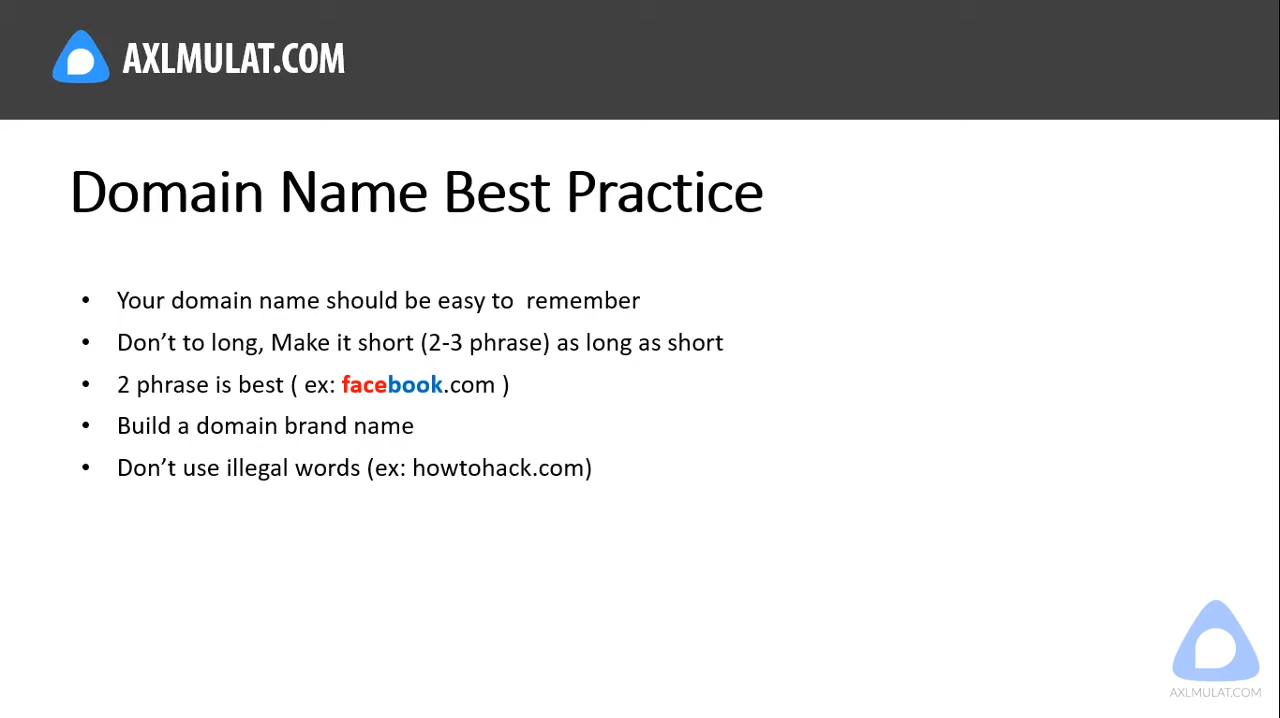 AXLMULAT.COM
Domain Name Best Practice
• Your domain name should be easy to  remember
• Don’t to long, Make it short (2-3 phrase) as long as short
• 2 phrase is best ( ex: facebook.com )
• Build a domain brand name
• Don’t use illegal words (ex: howtohack.com)
AXLMULAT.COM